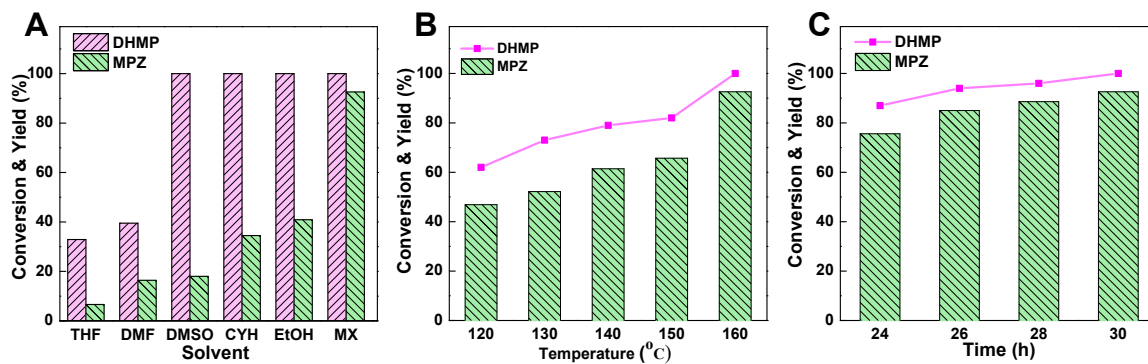 A
DHMP
MPZ
Conversion & Yield (%)
100
80
60
40
20
0
THF DMF DMSO CYH EtOH MX
Solvent
B
DHMP
MPZ
Conversion & Yield (%)
100
80
60
40
20
0
120 130 140 150 160
Temperature (°C)
C
DHMP
MPZ
Conversion & Yield (%)
100
80
60
40
20
0
24 26 28 30
Time (h)